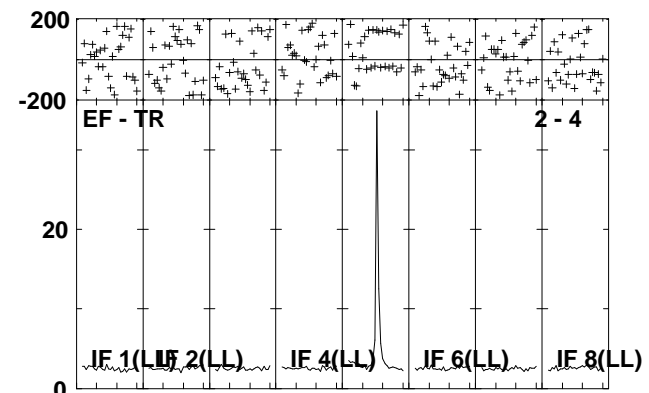 200
-200
EF - TR 2 - 4
20
IF 1(LL) IF 2(LL) IF 4(LL) IF 6(LL) IF 8(LL)
0